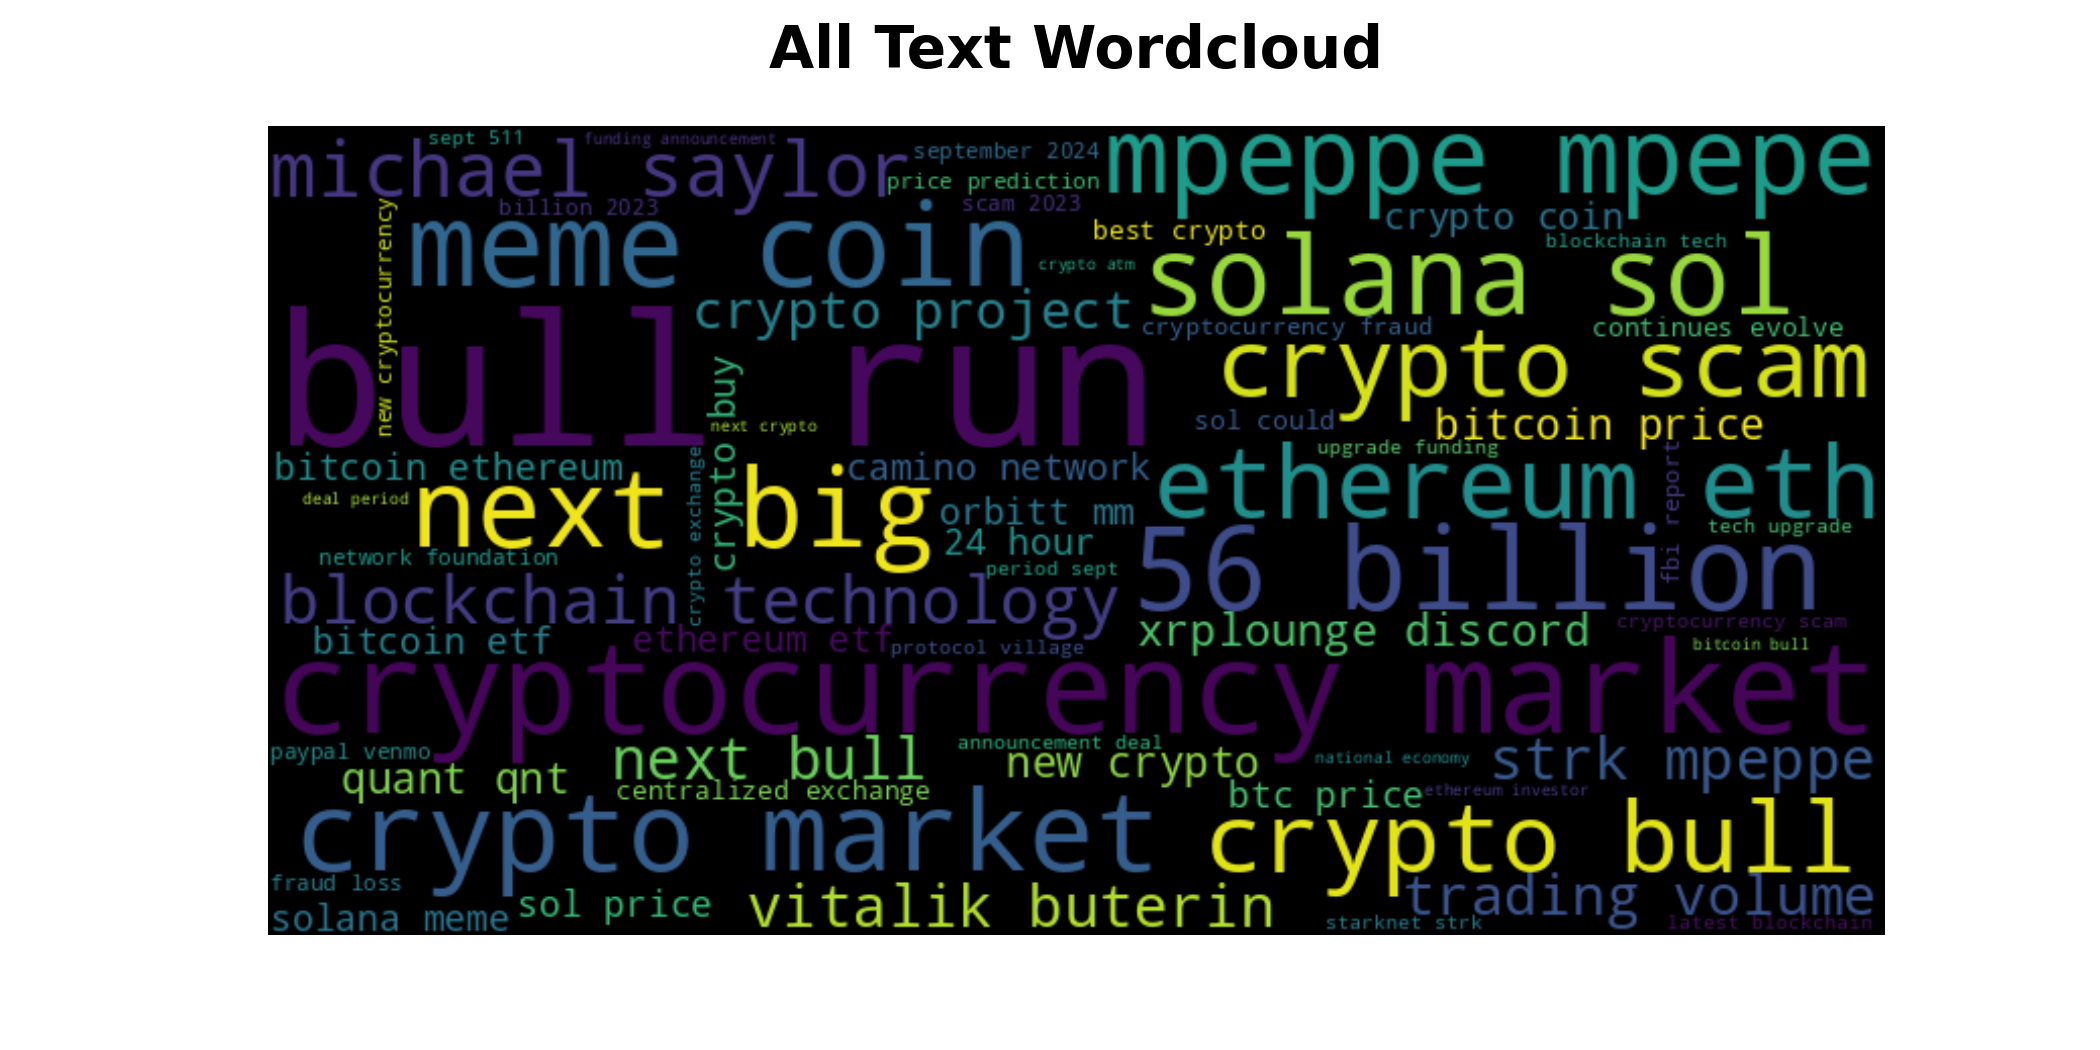 All Text Wordcloud
sept 511
funding announcement
michael saylor
september 2024
mpeppe mpepe
price prediction
billion 2023
scam 2023
crypto coin
new cryptocurrency
meme coin
best crypto
blockchain tech
crypto atm
solana sol
crypto project
cryptocurrency fraud
continues evolve
bull run
crypto scam
crypto buy
next crypto
sol could
bitcoin price
bitcoin ethereum
camino network
upgrade funding
ethereum eth
fbi report
deal period
next big
crypto exchange
orbitt mm
tech upgrade
24 hour
56 billion
network foundation
period sept
blockchain technology
xrplounge discord
cryptocurrency scam
bitcoin etf
ethereum etf
protocol village
bitcoin bull
cryptocurrency market
paypal venmo
next bull
announcement deal
new crypto
national economy
strk mpeppe
quant qnt
centralized exchange
btc price
ethereum investor
crypto market
crypto bull
fraud loss
sol price
vitalik buterin
trading volume
solana meme
starknet strk
latest blockchain